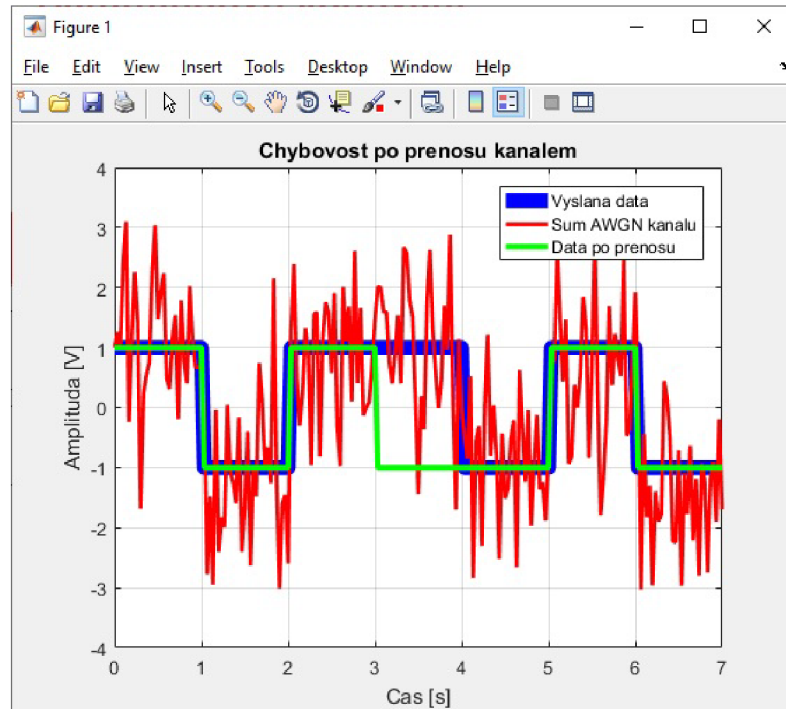 Figure 1
File Edit View Insert Tools Desktop Window Help
Chybovost po prenosu kanalem
Vyslana data
Sum AWGN kanalu
Data po prenosu
Amplituda [V]
4
3
2
1
0
-1
-2
-3
-4
0 1 2 3 4 5 6 7
Cas [s]